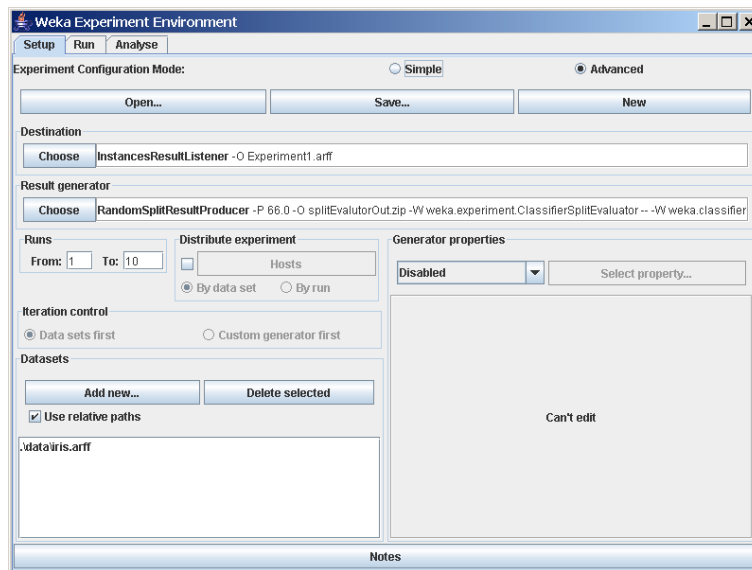 Weka Experiment Environment
Setup Run Analyse
Experiment Configuration Mode: Simple Advanced
Open... Save... New
Destination
Choose InstancesResultListener -O Experiment1.arff
Result generator
Choose RandomSplitResultProducer -P 66.0 -O splitEvalutorOut.zip -W weka.experiment.ClassifierSplitEvaluator -- -W weka.classifier
Runs
From: 1 To: 10
Distribute experiment
Hosts
By data set By run
Generator properties
Disabled Select property...
Iteration control
Data sets first Custom generator first
Datasets
Add new... Delete selected
Use relative paths
.\data\iris.arff
Can't edit
Notes